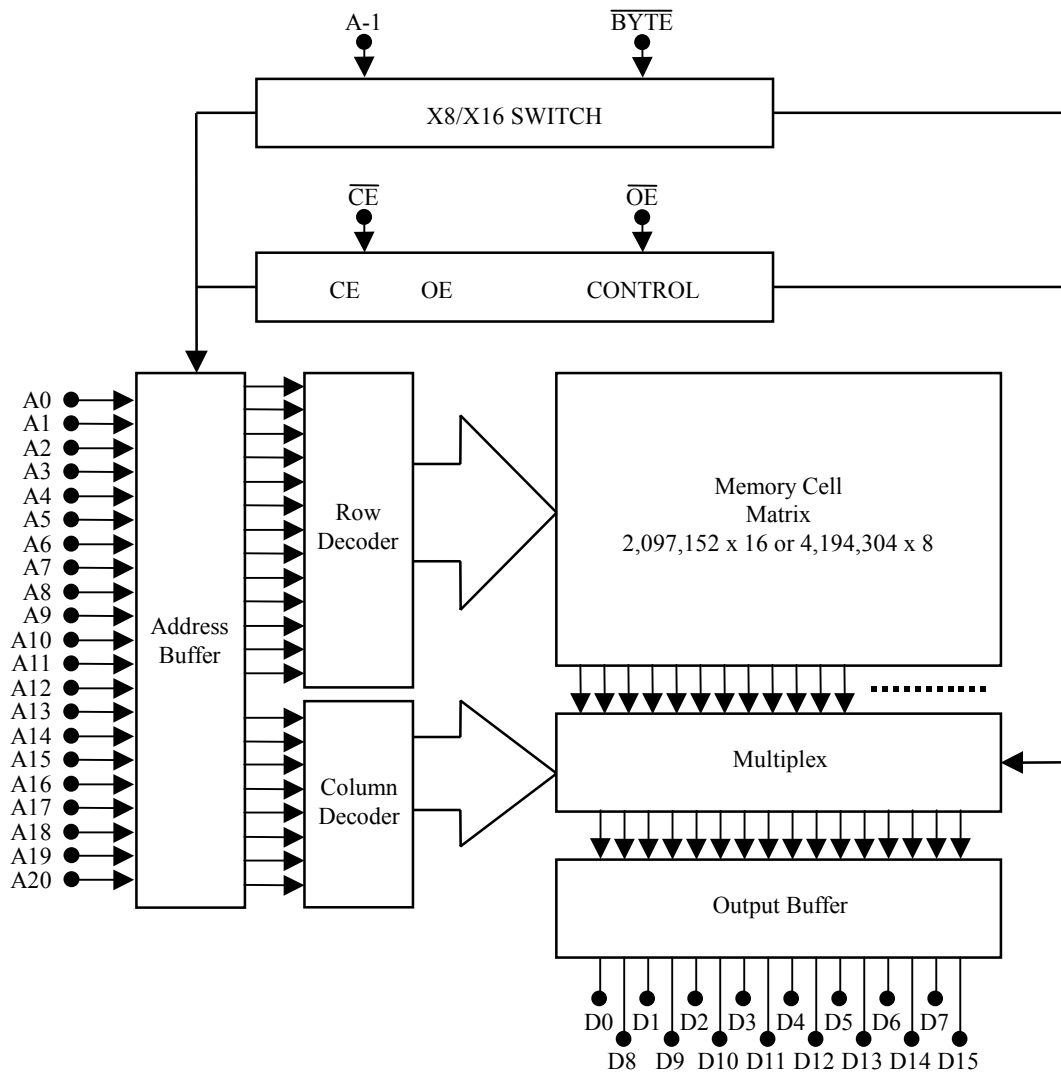 A-1 B̅Y̅T̅E̅
X8/X16 SWITCH
C̅E̅ O̅E̅
CE OE CONTROL
A0
A1
A2
A3
A4
A5
A6
A7
A8
A9
A10
A11
A12
A13
A14
A15
A16
A17
A18
A19
A20
Address
Buffer
Row
Decoder
Column
Decoder
Memory Cell
Matrix
2,097,152 x 16 or 4,194,304 x 8
Multiplex
Output Buffer
D0 D1 D2 D3 D4 D5 D6 D7
D8 D9 D10 D11 D12 D13 D14 D15